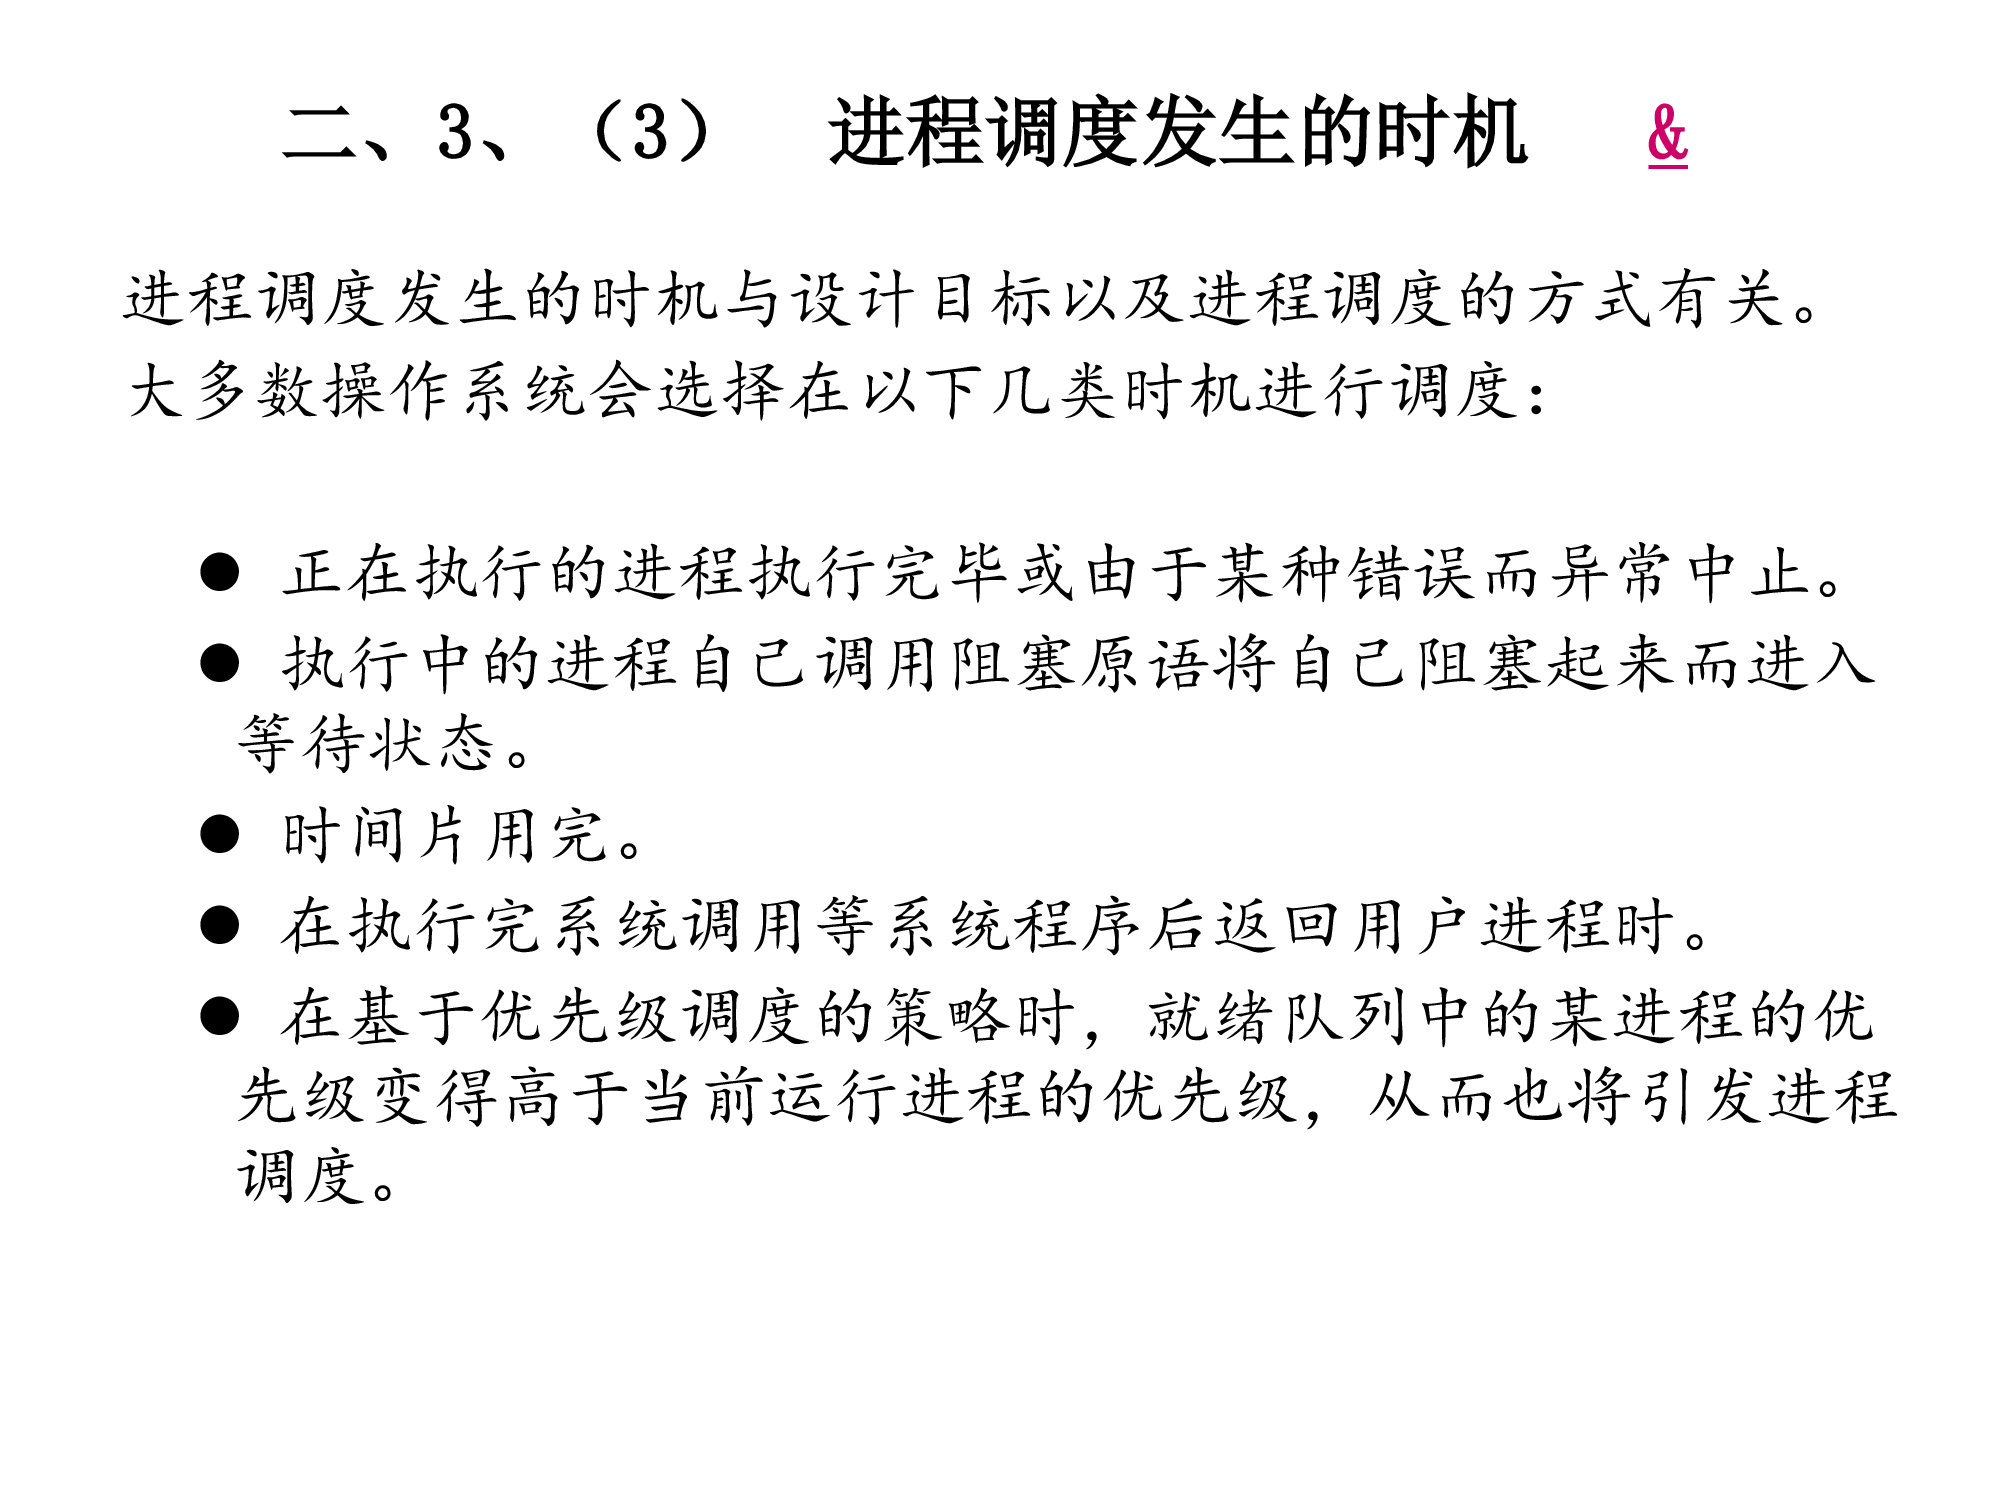 二、3、（3） 进程调度发生的时机 &
进程调度发生的时机与设计目标以及进程调度的方式有关。
大多数操作系统会选择在以下几类时机进行调度：
● 正在执行的进程执行完毕或由于某种错误而异常中止。
● 执行中的进程自己调用阻塞原语将自己阻塞起来而进入
等待状态。
● 时间片用完。
● 在执行完系统调用等系统程序后返回用户进程时。
● 在基于优先级调度的策略时，就绪队列中的某进程的优
先级变得高于当前运行进程的优先级，从而也将引发进程
调度。